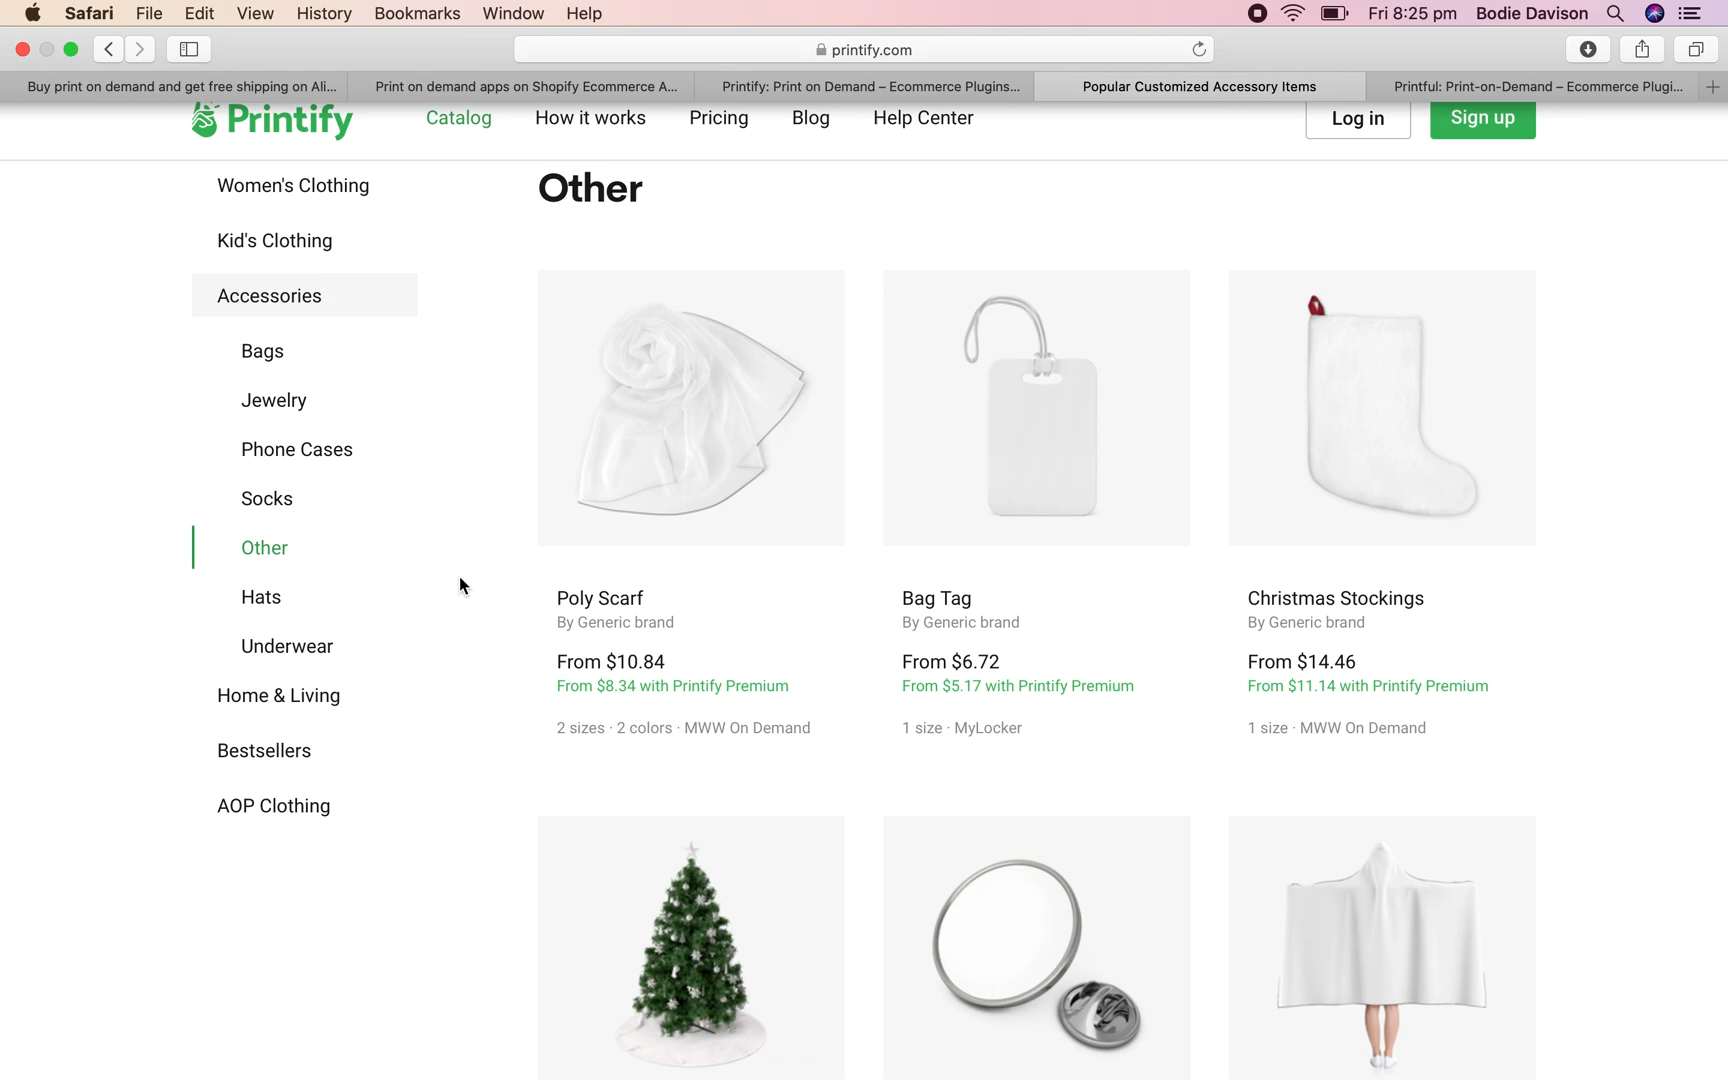 Safari File Edit View History Bookmarks Window Help Fri 8:25 pm Bodie Davison
printify.com
Buy print on demand and get free shipping on Ali... Print on demand apps on Shopify Ecommerce A... Printify: Print on Demand – Ecommerce Plugins... Popular Customized Accessory Items Printful: Print-on-Demand – Ecommerce Plugi...
Printify Catalog How it works Pricing Blog Help Center Log in Sign up
Women's Clothing
Kid's Clothing
Accessories
Bags
Jewelry
Phone Cases
Socks
Other
Hats
Underwear
Home & Living
Bestsellers
AOP Clothing
Other
Poly Scarf
By Generic brand
From $10.84
From $8.34 with Printify Premium
2 sizes · 2 colors · MWW On Demand
Bag Tag
By Generic brand
From $6.72
From $5.17 with Printify Premium
1 size · MyLocker
Christmas Stockings
By Generic brand
From $14.46
From $11.14 with Printify Premium
1 size · MWW On Demand